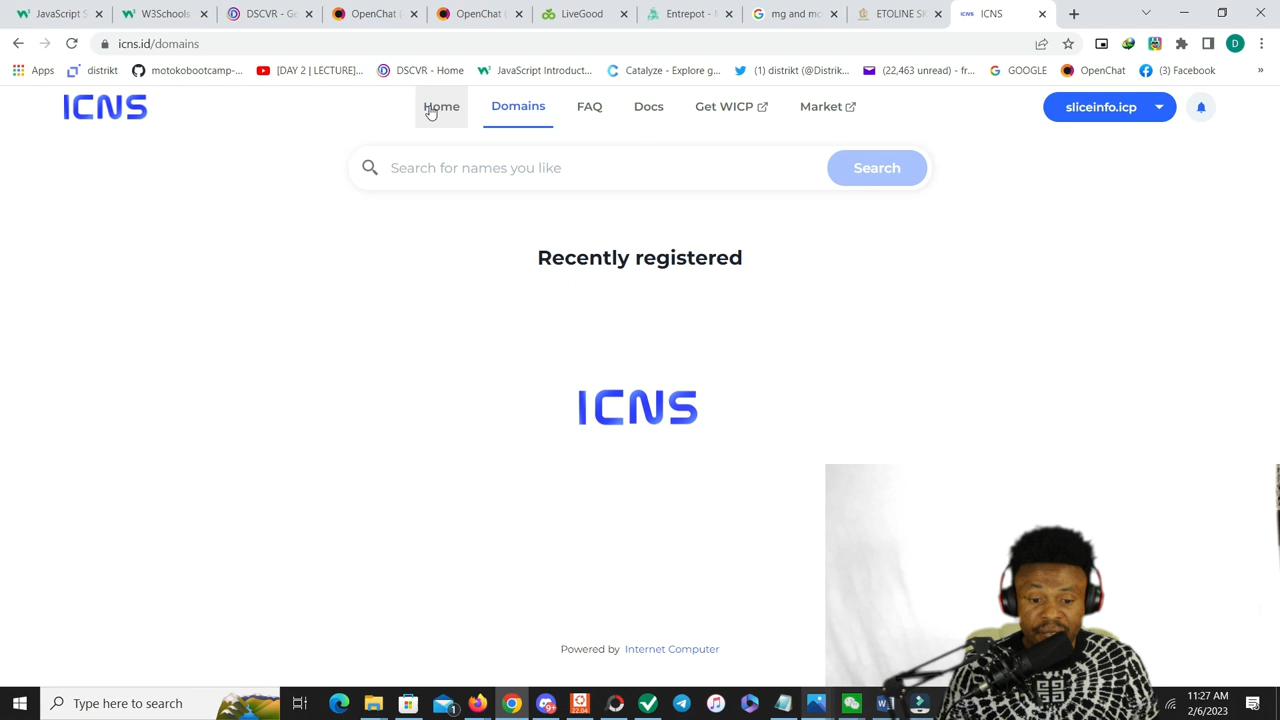 JavaScript S
W3Schools
DSCVR - Ge
OpenChat (
OpenChat (
LiveGood
Entrepot -
mg and mc
ETOLINE SK
ICNS
icns.id/domains
D
Apps
distrikt
motokobootcamp-...
[DAY 2 | LECTURE]...
DSCVR - Home
JavaScript Introduct...
Catalyze - Explore g...
(1) distrikt (@Distrik...
(22,463 unread) - fr...
GOOGLE
OpenChat
(3) Facebook
ICNS
Home
Domains
FAQ
Docs
Get WICP
Market
sliceinfo.icp
Search for names you like
Search
Recently registered
ICNS
Powered by Internet Computer
Type here to search
11:27 AM
2/6/2023